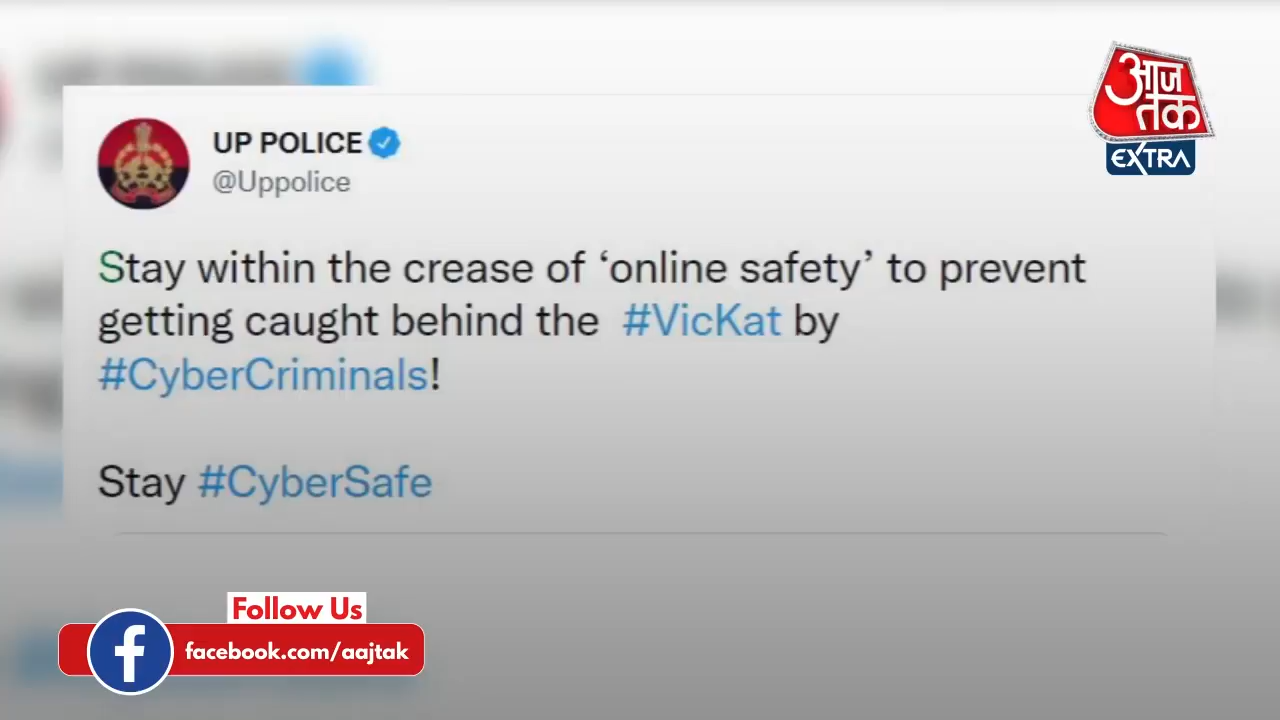 UP POLICE
@Uppolice
Stay within the crease of ‘online safety’ to prevent
getting caught behind the #VicKat by
#CyberCriminals!
Stay #CyberSafe
आज
तक
EXTRA
Follow Us
facebook.com/aajtak